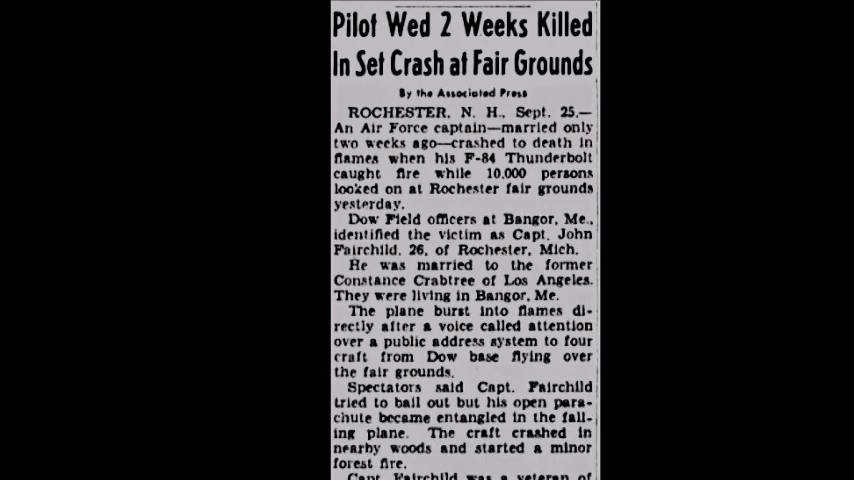 Pilot Wed 2 Weeks Killed
In Set Crash at Fair Grounds
By the Associated Press
ROCHESTER, N. H., Sept. 25.—
An Air Force captain—married only
two weeks ago—crashed to death in
flames when his F-84 Thunderbolt
caught fire while 10,000 persons
looked on at Rochester fair grounds
yesterday.
Dow Field officers at Bangor, Me.,
identified the victim as Capt. John
Fairchild, 26, of Rochester, Mich.
He was married to the former
Constance Crabtree of Los Angeles.
They were living in Bangor, Me.
The plane burst into flames di-
rectly after a voice called attention
over a public address system to four
craft from Dow base flying over
the fair grounds.
Spectators said Capt. Fairchild
tried to bail out but his open para-
chute became entangled in the fall-
ing plane. The craft crashed in
nearby woods and started a minor
forest fire.
Capt. Fairchild was a veteran of